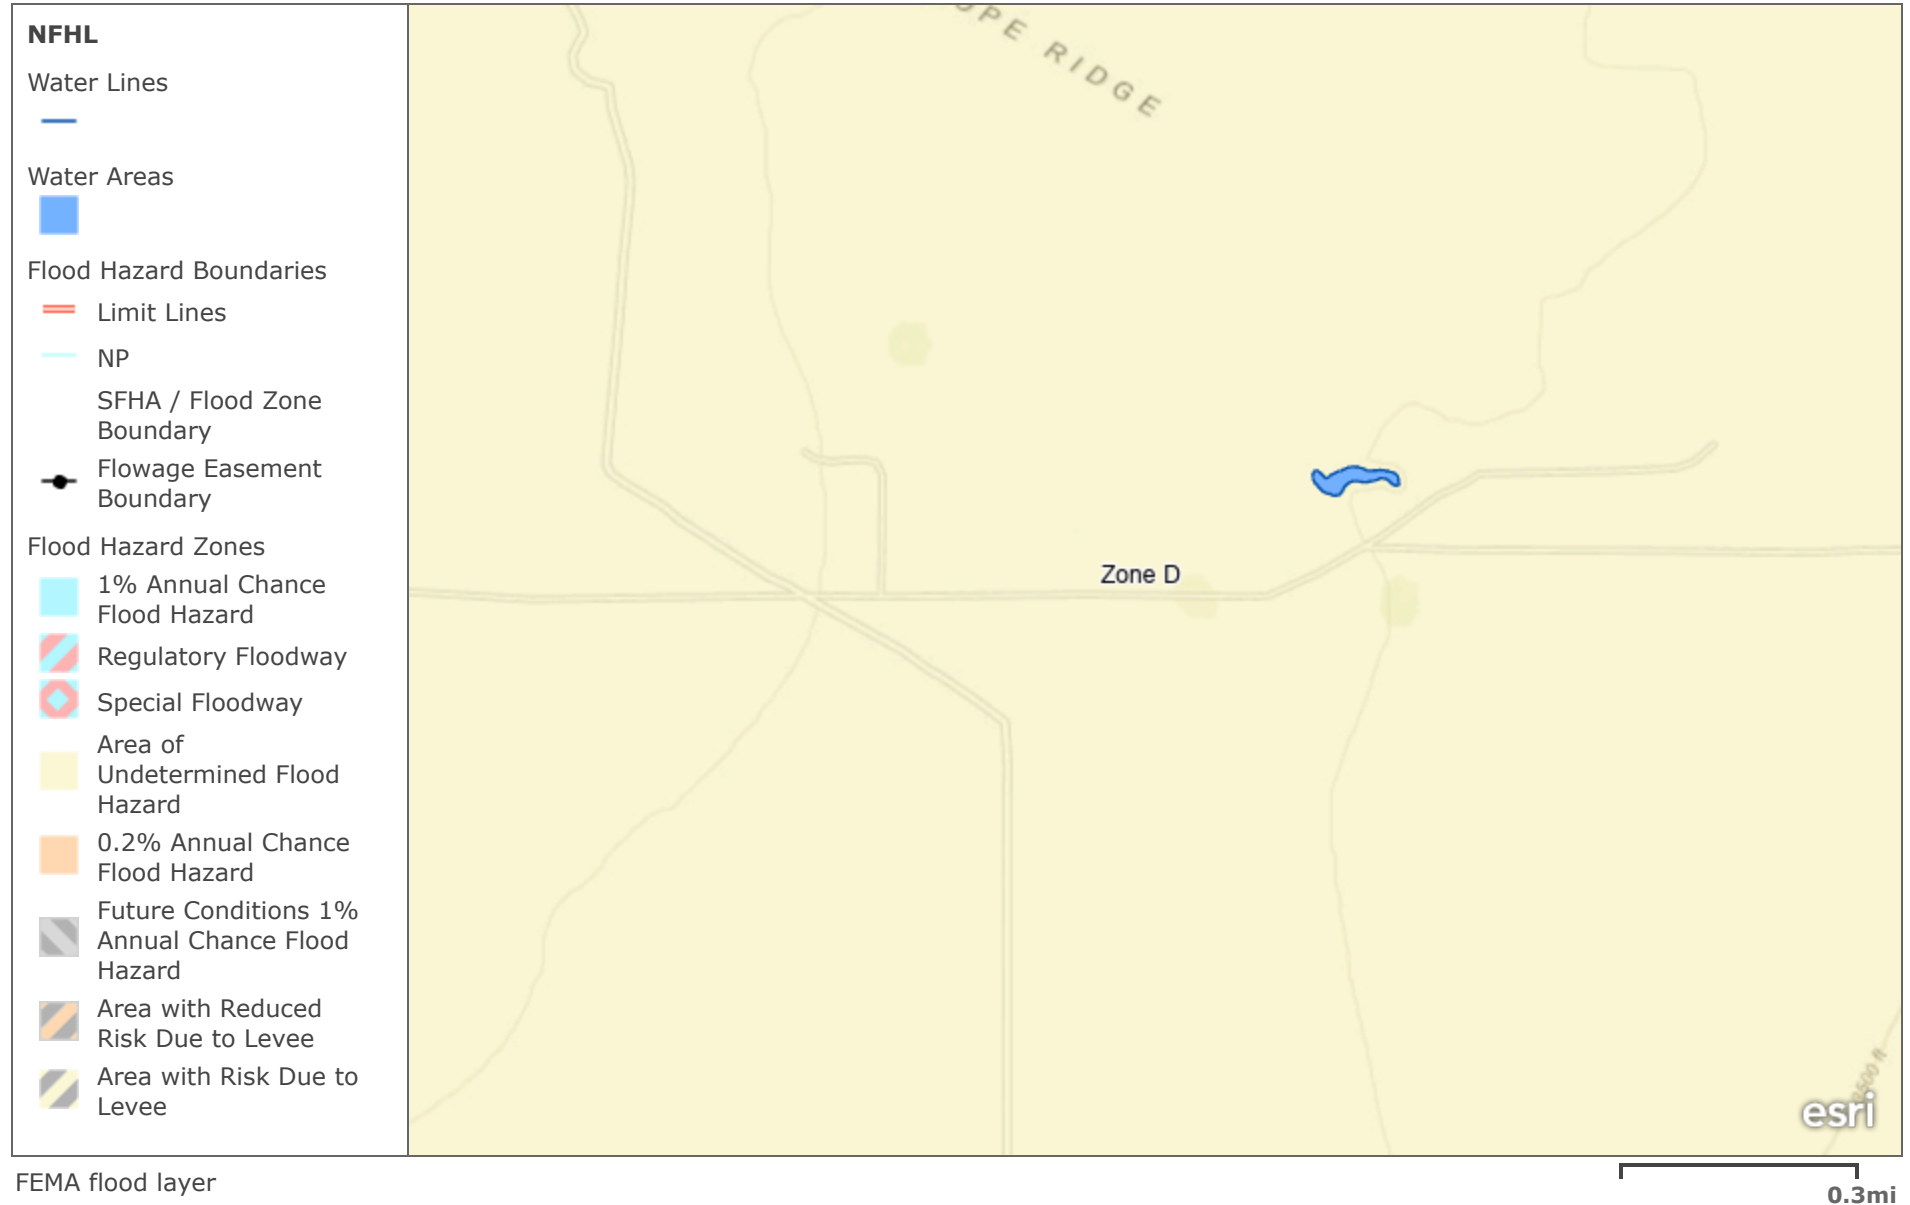 NFHL
Water Lines
Water Areas
Flood Hazard Boundaries
Limit Lines
NP
SFHA / Flood Zone
Boundary
Flowage Easement
Boundary
Flood Hazard Zones
1% Annual Chance
Flood Hazard
Regulatory Floodway
Special Floodway
Area of
Undetermined Flood
Hazard
0.2% Annual Chance
Flood Hazard
Future Conditions 1%
Annual Chance Flood
Hazard
Area with Reduced
Risk Due to Levee
Area with Risk Due to
Levee
RIDGE
Zone D
esri
FEMA flood layer
0.3mi